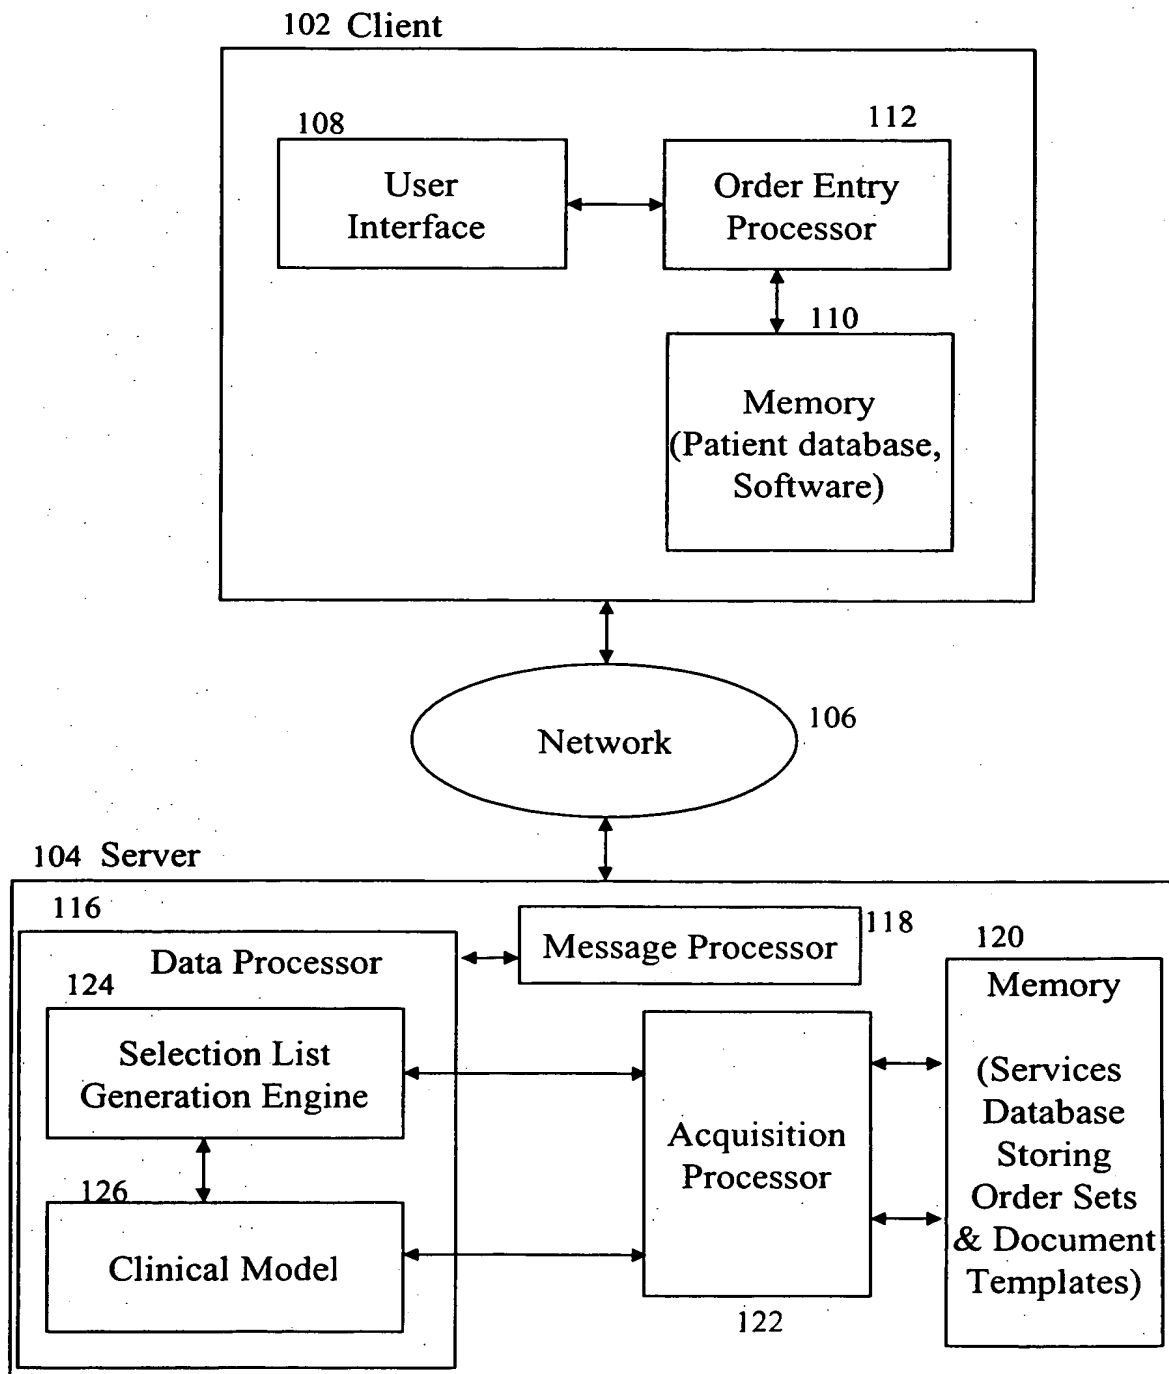 102 Client
108
User
Interface
112
Order Entry
Processor
110
Memory
(Patient database,
Software)
Network
106
104 Server
116
Data Processor
124
Selection List
Generation Engine
126
Clinical Model
Message Processor
118
Acquisition
Processor
122
120
Memory
(Services
Database
Storing
Order Sets
& Document
Templates)